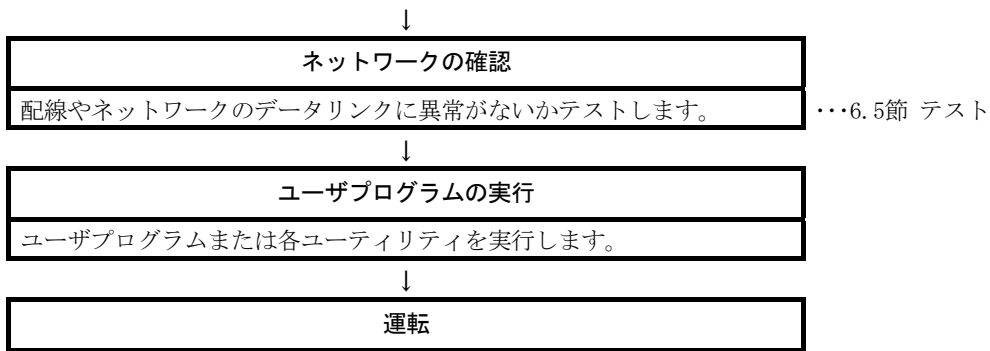 ↓
ネットワークの確認
配線やネットワークのデータリンクに異常がないかテストします。 ･･･6.5節 テスト
↓
ユーザプログラムの実行
ユーザプログラムまたは各ユーティリティを実行します。
↓
運転